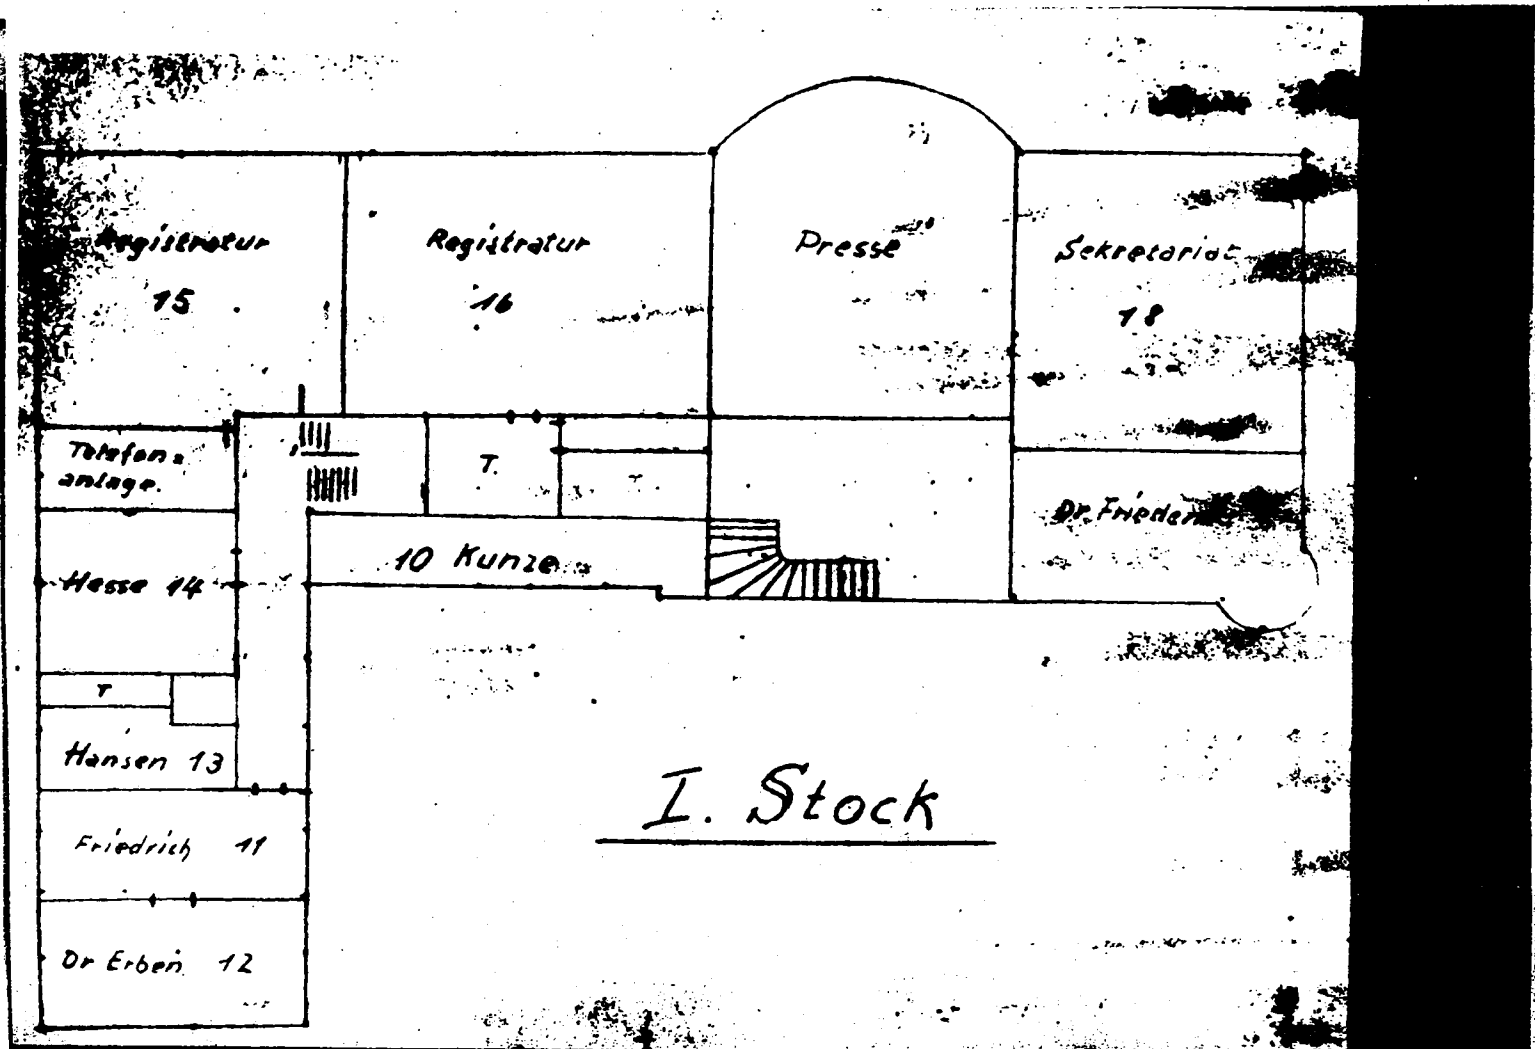 Registratur
15
Registratur
16
Presse
Sekretariat
18
Telefon=
anlage.
T.
T
Dr. Frieden
10 Kunze
Hesse 14
T
Hansen 13
I. Stock
Friedrich 11
Dr Erben 12